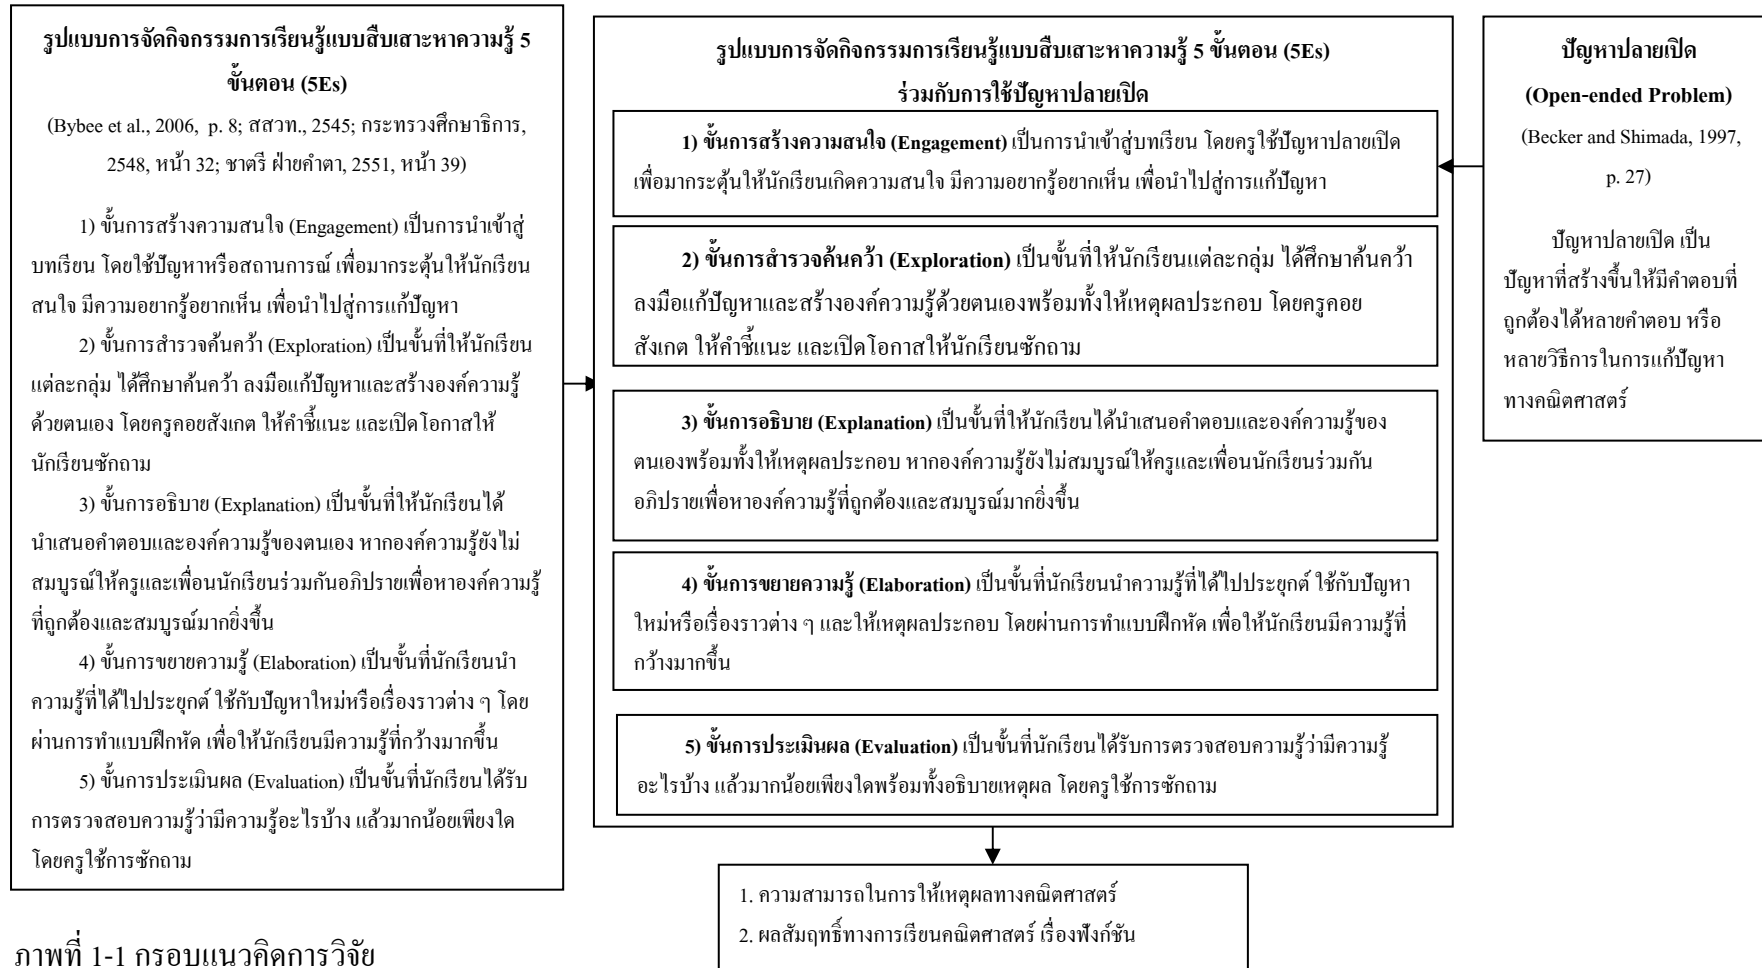 รูปแบบการจัดกิจกรรมการเรียนรู้แบบสืบเสาะหาความรู้ 5
ขั้นตอน (5Es)
(Bybee et al., 2006,  p. 8; สสวท., 2545; กระทรวงศึกษาธิการ,
2548, หน้า 32; ชาตรี ฝ่ายคำตา, 2551, หน้า 39)
1) ขั้นการสร้างความสนใจ (Engagement) เป็นการนำเข้าสู่
บทเรียน โดยใช้ปัญหาหรือสถานการณ์ เพื่อมากระตุ้นให้นักเรียน
สนใจ มีความอยากรู้อยากเห็น เพื่อนำไปสู่การแก้ปัญหา
2) ขั้นการสำรวจค้นคว้า (Exploration) เป็นขั้นที่ให้นักเรียน
แต่ละกลุ่ม ได้ศึกษาค้นคว้า ลงมือแก้ปัญหาและสร้างองค์ความรู้
ด้วยตนเอง โดยครูคอยสังเกต ให้คำชี้แนะ และเปิดโอกาสให้
นักเรียนซักถาม
3) ขั้นการอธิบาย (Explanation) เป็นขั้นที่ให้นักเรียนได้
นำเสนอคำตอบและองค์ความรู้ของตนเอง หากองค์ความรู้ยังไม่
สมบูรณ์ให้ครูและเพื่อนนักเรียนร่วมกันอภิปรายเพื่อหาองค์ความรู้
ที่ถูกต้องและสมบูรณ์มากยิ่งขึ้น
4) ขั้นการขยายความรู้ (Elaboration) เป็นขั้นที่นักเรียนนำ
ความรู้ที่ได้ไปประยุกต์ ใช้กับปัญหาใหม่หรือเรื่องราวต่าง ๆ โดย
ผ่านการทำแบบฝึกหัด เพื่อให้นักเรียนมีความรู้ที่กว้างมากขึ้น
5) ขั้นการประเมินผล (Evaluation) เป็นขั้นที่นักเรียนได้รับ
การตรวจสอบความรู้ว่ามีความรู้อะไรบ้าง แล้วมากน้อยเพียงใด
โดยครูใช้การซักถาม
รูปแบบการจัดกิจกรรมการเรียนรู้แบบสืบเสาะหาความรู้ 5 ขั้นตอน (5Es)
ร่วมกับการใช้ปัญหาปลายเปิด
1) ขั้นการสร้างความสนใจ (Engagement) เป็นการนำเข้าสู่บทเรียน โดยครูใช้ปัญหาปลายเปิด
เพื่อมากระตุ้นให้นักเรียนเกิดความสนใจ มีความอยากรู้อยากเห็น เพื่อนำไปสู่การแก้ปัญหา
2) ขั้นการสำรวจค้นคว้า (Exploration) เป็นขั้นที่ให้นักเรียนแต่ละกลุ่ม ได้ศึกษาค้นคว้า
ลงมือแก้ปัญหาและสร้างองค์ความรู้ด้วยตนเองพร้อมทั้งให้เหตุผลประกอบ โดยครูคอย
สังเกต ให้คำชี้แนะ และเปิดโอกาสให้นักเรียนซักถาม
3) ขั้นการอธิบาย (Explanation) เป็นขั้นที่ให้นักเรียนได้นำเสนอคำตอบและองค์ความรู้ของ
ตนเองพร้อมทั้งให้เหตุผลประกอบ หากองค์ความรู้ยังไม่สมบูรณ์ให้ครูและเพื่อนนักเรียนร่วมกัน
อภิปรายเพื่อหาองค์ความรู้ที่ถูกต้องและสมบูรณ์มากยิ่งขึ้น
4) ขั้นการขยายความรู้ (Elaboration) เป็นขั้นที่นักเรียนนำความรู้ที่ได้ไปประยุกต์ ใช้กับปัญหา
ใหม่หรือเรื่องราวต่าง ๆ และให้เหตุผลประกอบ โดยผ่านการทำแบบฝึกหัด เพื่อให้นักเรียนมีความรู้ที่
กว้างมากขึ้น
5) ขั้นการประเมินผล (Evaluation) เป็นขั้นที่นักเรียนได้รับการตรวจสอบความรู้ว่ามีความรู้
อะไรบ้าง แล้วมากน้อยเพียงใดพร้อมทั้งอธิบายเหตุผล โดยครูใช้การซักถาม
ปัญหาปลายเปิด
(Open-ended Problem)
(Becker and Shimada, 1997,
p. 27)
ปัญหาปลายเปิด เป็น
ปัญหาที่สร้างขึ้นให้มีคำตอบที่
ถูกต้องได้หลายคำตอบ หรือ
หลายวิธีการในการแก้ปัญหา
ทางคณิตศาสตร์
1. ความสามารถในการให้เหตุผลทางคณิตศาสตร์
2. ผลสัมฤทธิ์ทางการเรียนคณิตศาสตร์ เรื่องฟังก์ชัน
ภาพที่ 1-1 กรอบแนวคิดการวิจัย